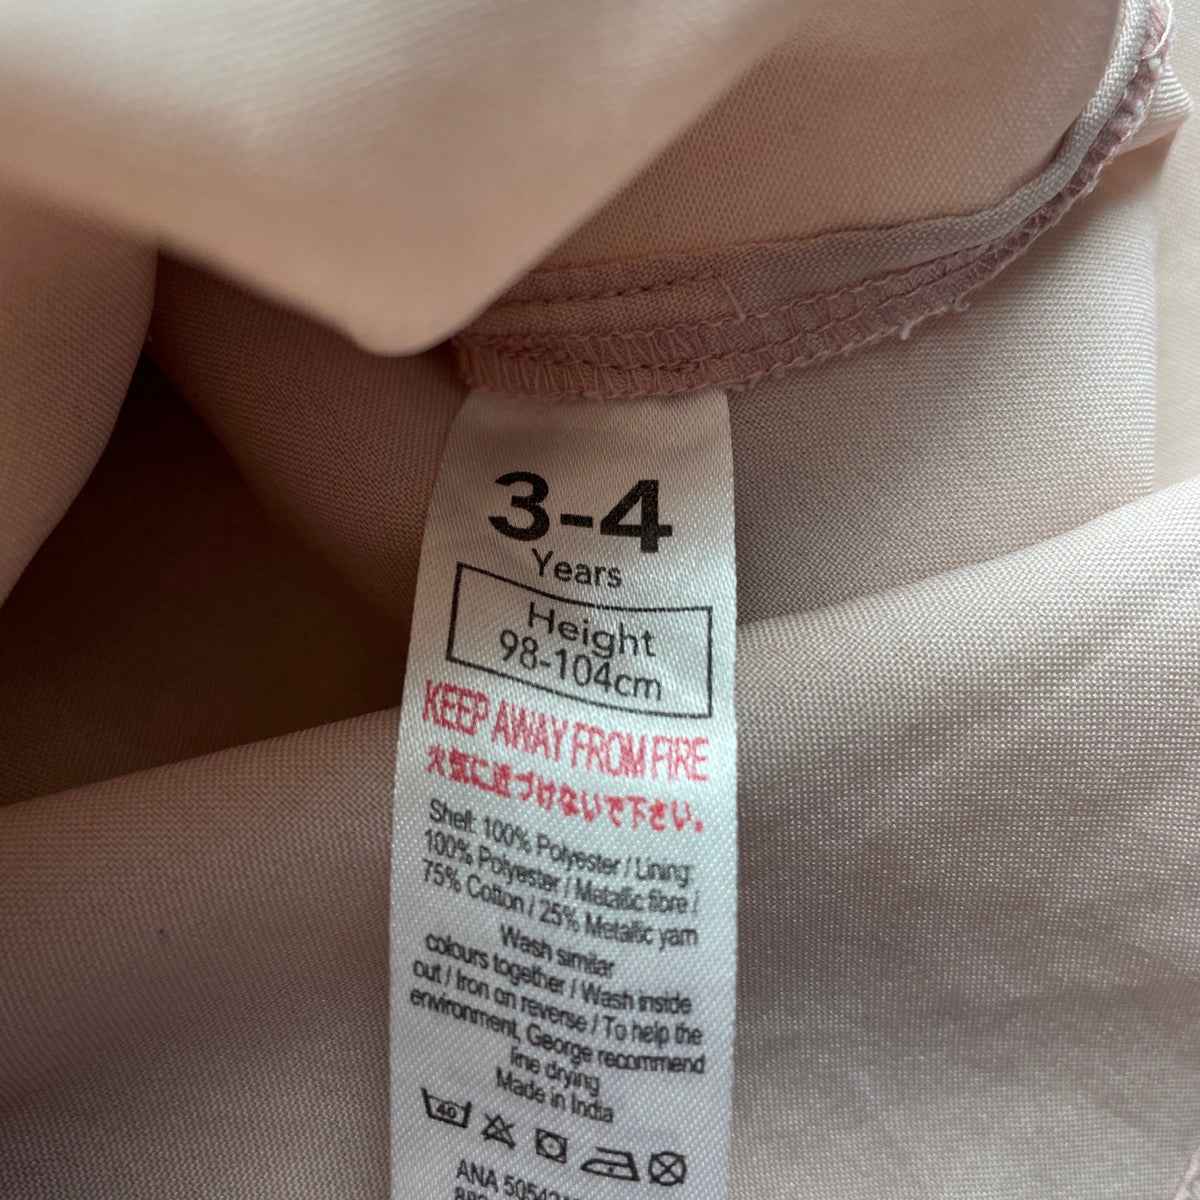 3-4
Years
Height
98-104cm
KEEP AWAY FROM FIRE
火気に近づけないで下さい。
Shell: 100% Polyester / Lining:
100% Polyester / Metallic fibre /
75% Cotton / 25% Metallic yarn
Wash similar
colours together / Wash inside
out / Iron on reverse / To help the
environment, George recommend
line drying
Made in India
40
ANA